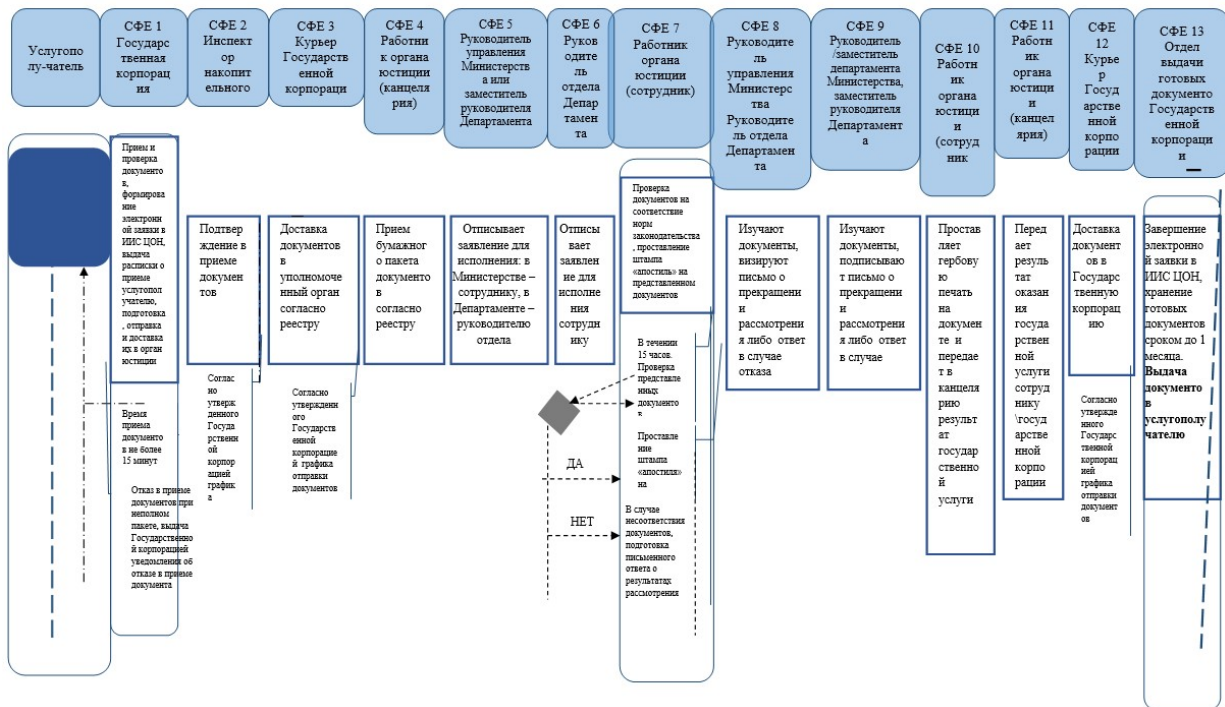 Услугопо
лу-чатель
СФЕ 1
Государс
твенная
корпорац
ия
СФЕ 2
Инспект
ор
накопит
ельного
СФЕ 3
Курьер
Государств
енной
корпораци
СФЕ 4
Работни
к органа
юстиции
(канцеля
рия)
СФЕ 5
Руководитель
управления
Министерств
а или
заместитель
руководителя
Департамента
СФЕ 6
Руков
одите
ль
отдела
Депар
тамен
та
СФЕ 7
Работник
органа
юстиции
(сотрудник)
СФЕ 8
Руководите
ль
управления
Министерс
тва
Руководите
ль отдела
Департамен
та
СФЕ 9
Руководитель
/заместитель
департамента
Министерства,
заместитель
руководителя
Департамент
а
СФЕ 10
Работ
ник
органа
юстици
и
(сотруд
ник
СФЕ 11
Работн
ик
органа
юстици
и
(канцел
ярия)
СФЕ
12
Курье
р
Госуд
арстве
нной
корпо
рации
СФЕ 13
Отдел
выдачи
готовых
документо
Государств
енной
корпораци
и
Прием и
проверка
документо
в,
формирова
ние
электронн
ой заявки в
ИИС ЦОН,
выдача
расписки о
приеме
услугопол
учателю,
подготовка
, отправка
и доставка
их в орган
юстиции
Время
приема
документо
в не более
15 минут
Отказ в приеме
документов при
неполном
пакете, выдача
Государственно
й корпорацией
уведомления об
отказе в приеме
документа
Подтвер
ждение в
приеме
докумен
тов
Соглас
но
утверж
денного
Госуда
рственн
ой
корпор
ацией
график
а
Доставка
документов
в
уполномоче
нный орган
согласно
реестру
Согласно
утвержденн
ого
Государств
енной
корпорацие
й графика
отправки
документов
Прием
бумажног
о пакета
документо
в
согласно
реестру
Отписывает
заявление для
исполнения: в
Министерстве –
сотруднику, в
Департаменте –
руководителю
отдела
Отписы
вает
заявле
ние для
исполне
ния
сотрудн
ику
Проверка
документов на
соответствие
норм
законодательства
, проставление
штампа
«апостиль» на
представленном
документов
В течении
15 часов.
Проверка
представле
нных
документо
в
Проставле
ние
штампа
«апостиля»
на
ДА
НЕТ
В случае
несоответствия
документов,
подготовка
письменного
ответа о
результатах
рассмотрения
Изучают
документы,
визируют
письмо о
прекращени
и
рассмотрени
я либо ответ
в случае
отказа
Изучают
документы,
подписываю
т письмо о
прекращени
и
рассмотрени
я либо ответ
в случае
Простав
ляет
гербову
ю
печать
на
докумен
те и
передае
т в
канцеля
рию
результ
ат
государ
ственно
й
услуги
Перед
ает
резуль
тат
оказан
ия
госуда
рствен
ной
услуги
сотруд
нику
\госуд
арстве
нной
корпо
рации
Доставка
документ
ов в
Государс
твенную
корпорац
ию
Согласно
утвержде
нного
Государс
твенной
корпорац
ией
графика
отправки
документ
ов
Завершение
электронно
й заявки в
ИИС ЦОН,
хранение
готовых
документов
сроком до 1
месяца.
Выдача
документо
в
услугополу
чателю